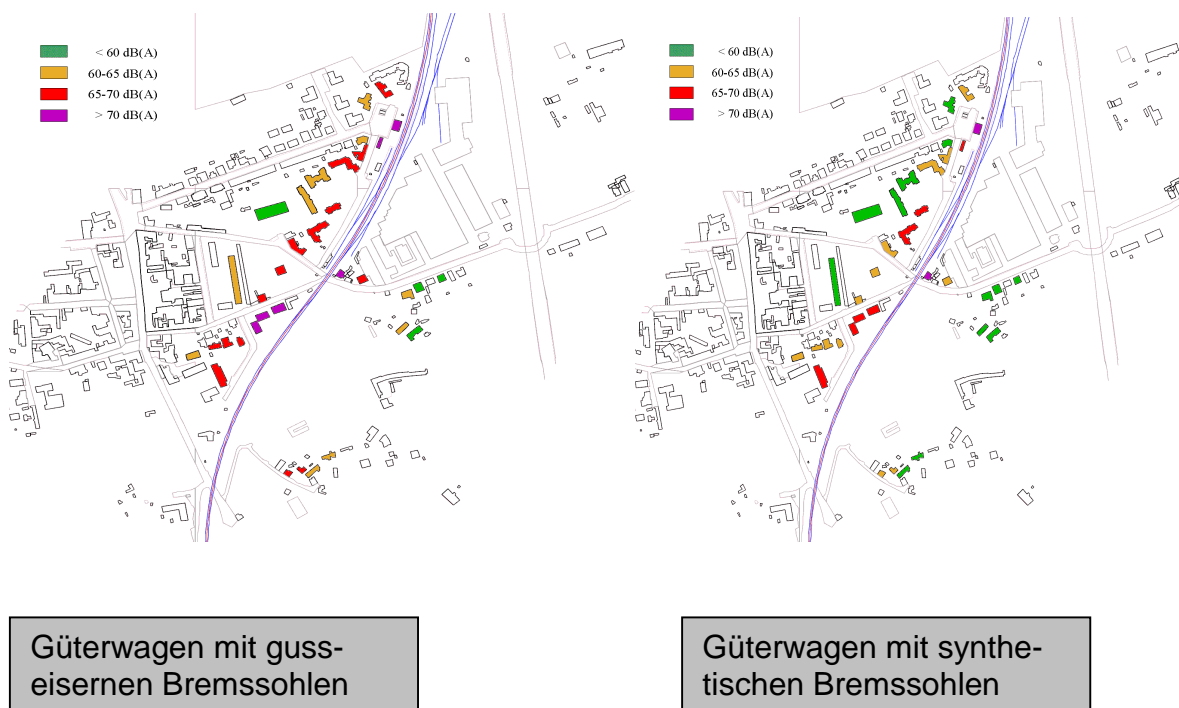 < 60 dB(A)
60-65 dB(A)
65-70 dB(A)
> 70 dB(A)
< 60 dB(A)
60-65 dB(A)
65-70 dB(A)
> 70 dB(A)
Güterwagen mit guss-
eisernen Bremssohlen
Güterwagen mit synthe-
tischen Bremssohlen